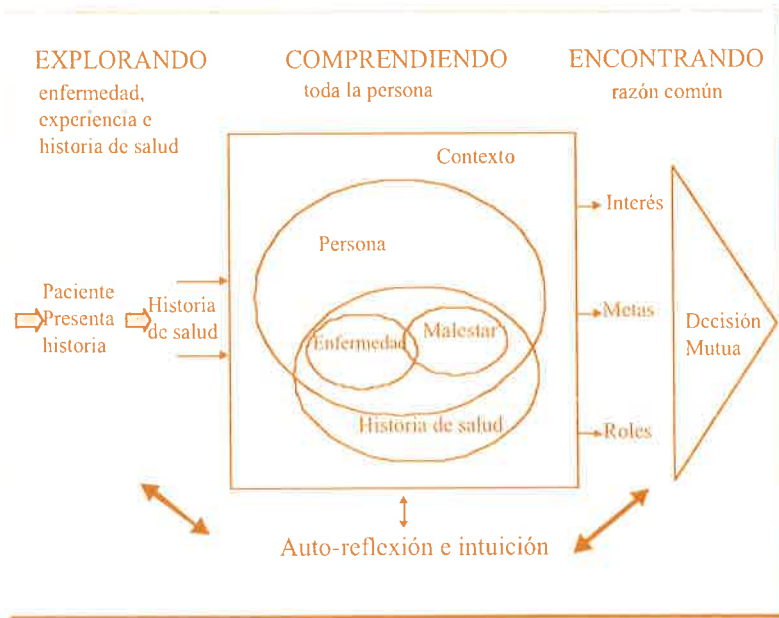 EXPLORANDO
enfermedad,
experiencia e
historia de salud
COMPRENDIENDO
toda la persona
ENCONTRANDO
razón común
Contexto
Persona
Enfermedad
Malestar
Historia de salud
Paciente
Presenta
historia
Historia
de salud
Interés
Metas
Roles
Decisión
Mutua
Auto-reflexión e intuición